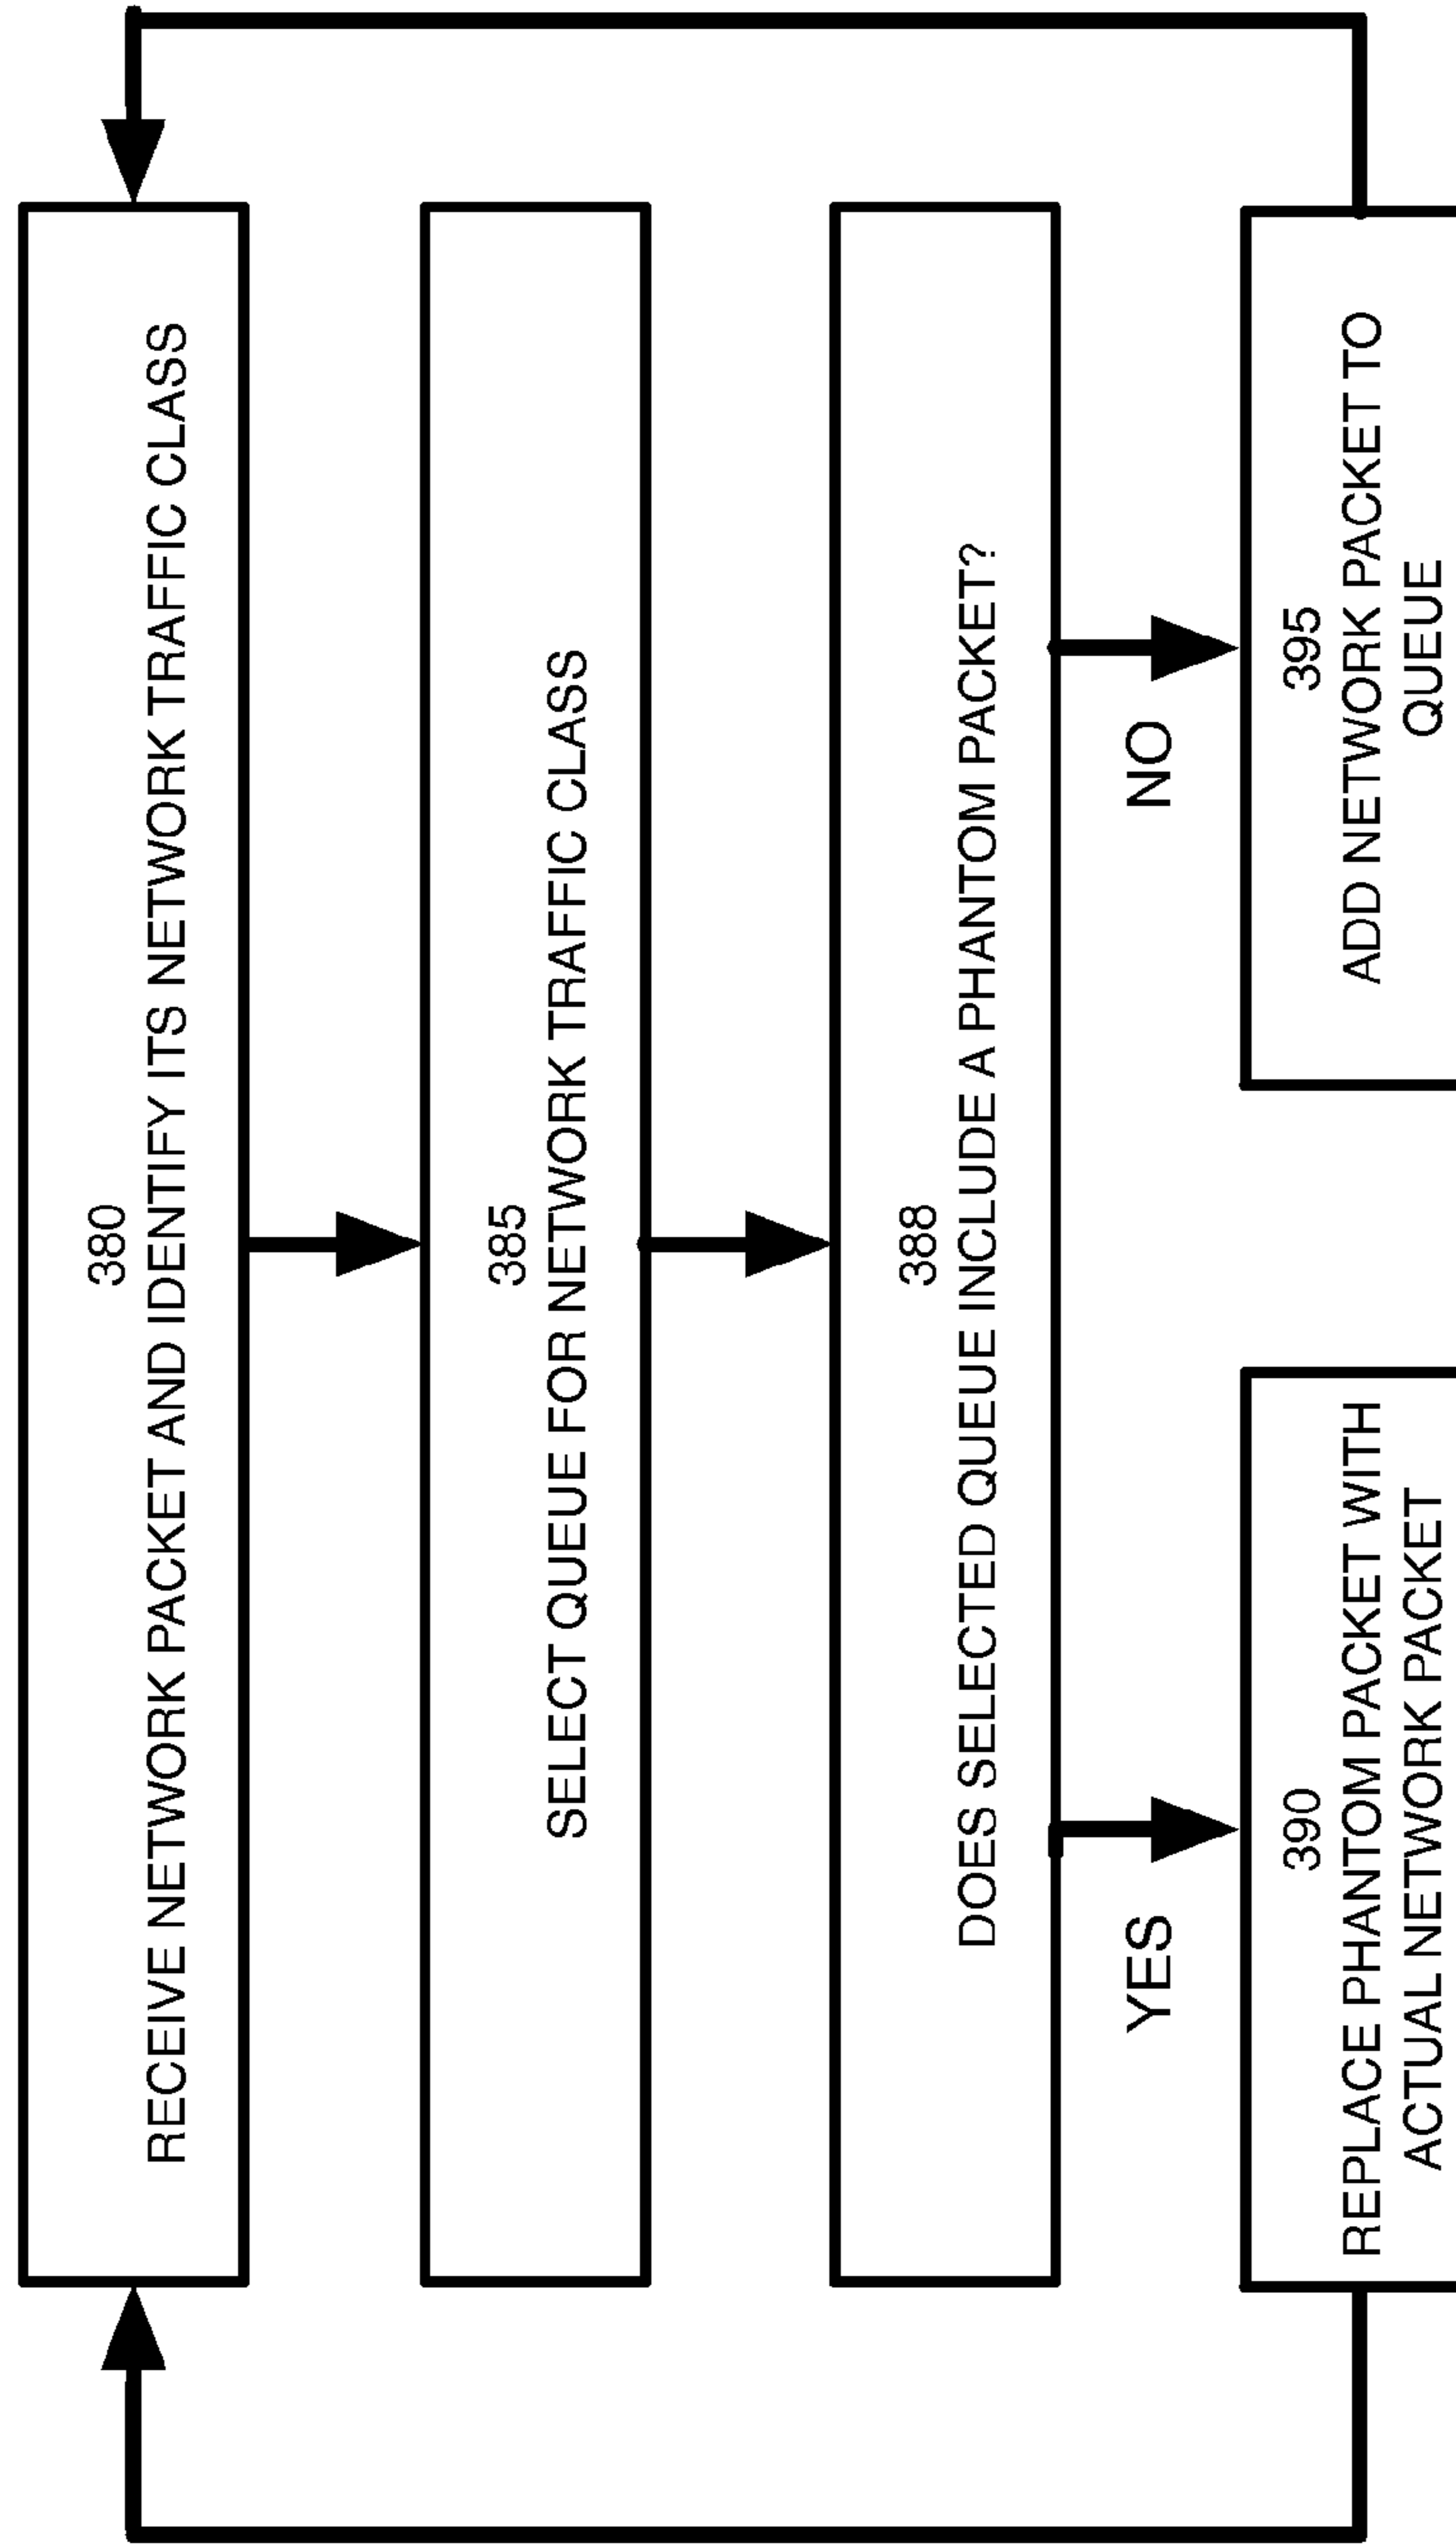 380
RECEIVE NETWORK PACKET AND IDENTIFY ITS NETWORK TRAFFIC CLASS
385
SELECT QUEUE FOR NETWORK TRAFFIC CLASS
388
DOES SELECTED QUEUE INCLUDE A PHANTOM PACKET?
YES
NO
390
REPLACE PHANTOM PACKET WITH
ACTUAL NETWORK PACKET
395
ADD NETWORK PACKET TO
QUEUE